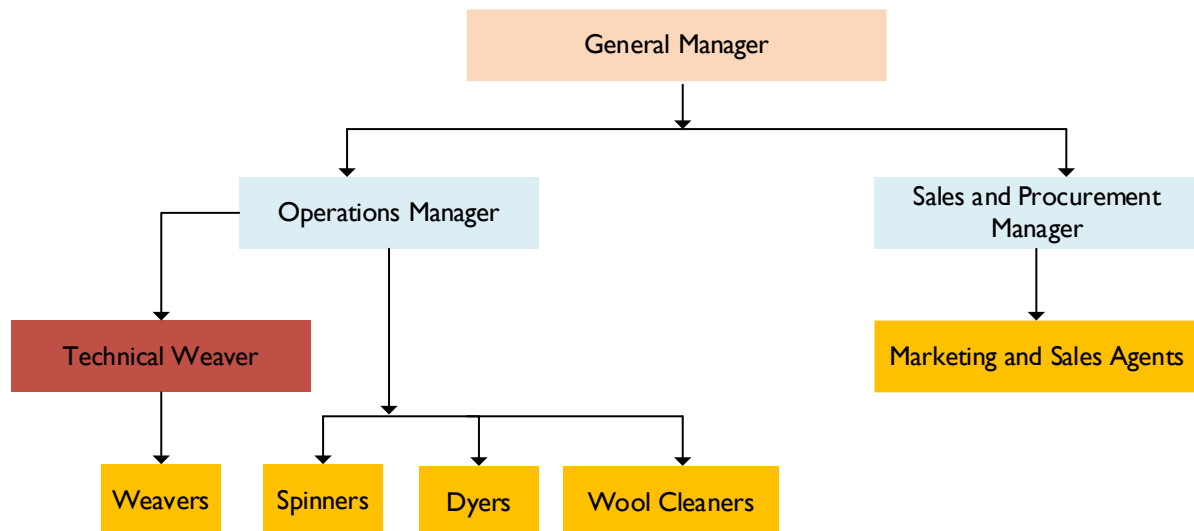 General Manager
Operations Manager
Sales and Procurement
Manager
Technical Weaver
Marketing and Sales Agents
Weavers
Spinners
Dyers
Wool Cleaners